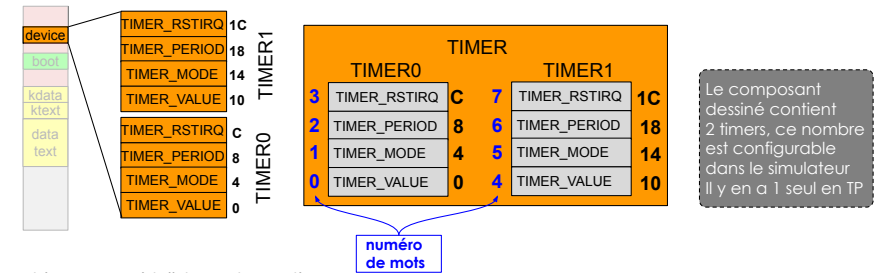 device
boot
kdata
ktext
data
text
TIMER_RSTIRQ 1C
TIMER_PERIOD 18
TIMER_MODE 14
TIMER_VALUE 10
TIMER1
TIMER_RSTIRQ C
TIMER_PERIOD 8
TIMER_MODE 4
TIMER_VALUE 0
TIMER0
TIMER
TIMER0
3 TIMER_RSTIRQ C
2 TIMER_PERIOD 8
1 TIMER_MODE 4
0 TIMER_VALUE 0
TIMER1
7 TIMER_RSTIRQ 1C
6 TIMER_PERIOD 18
5 TIMER_MODE 14
4 TIMER_VALUE 10
numéro
de mots
Le composant
dessiné contient
2 timers, ce nombre
est configurable
dans le simulateur
Il y en a 1 seul en TP